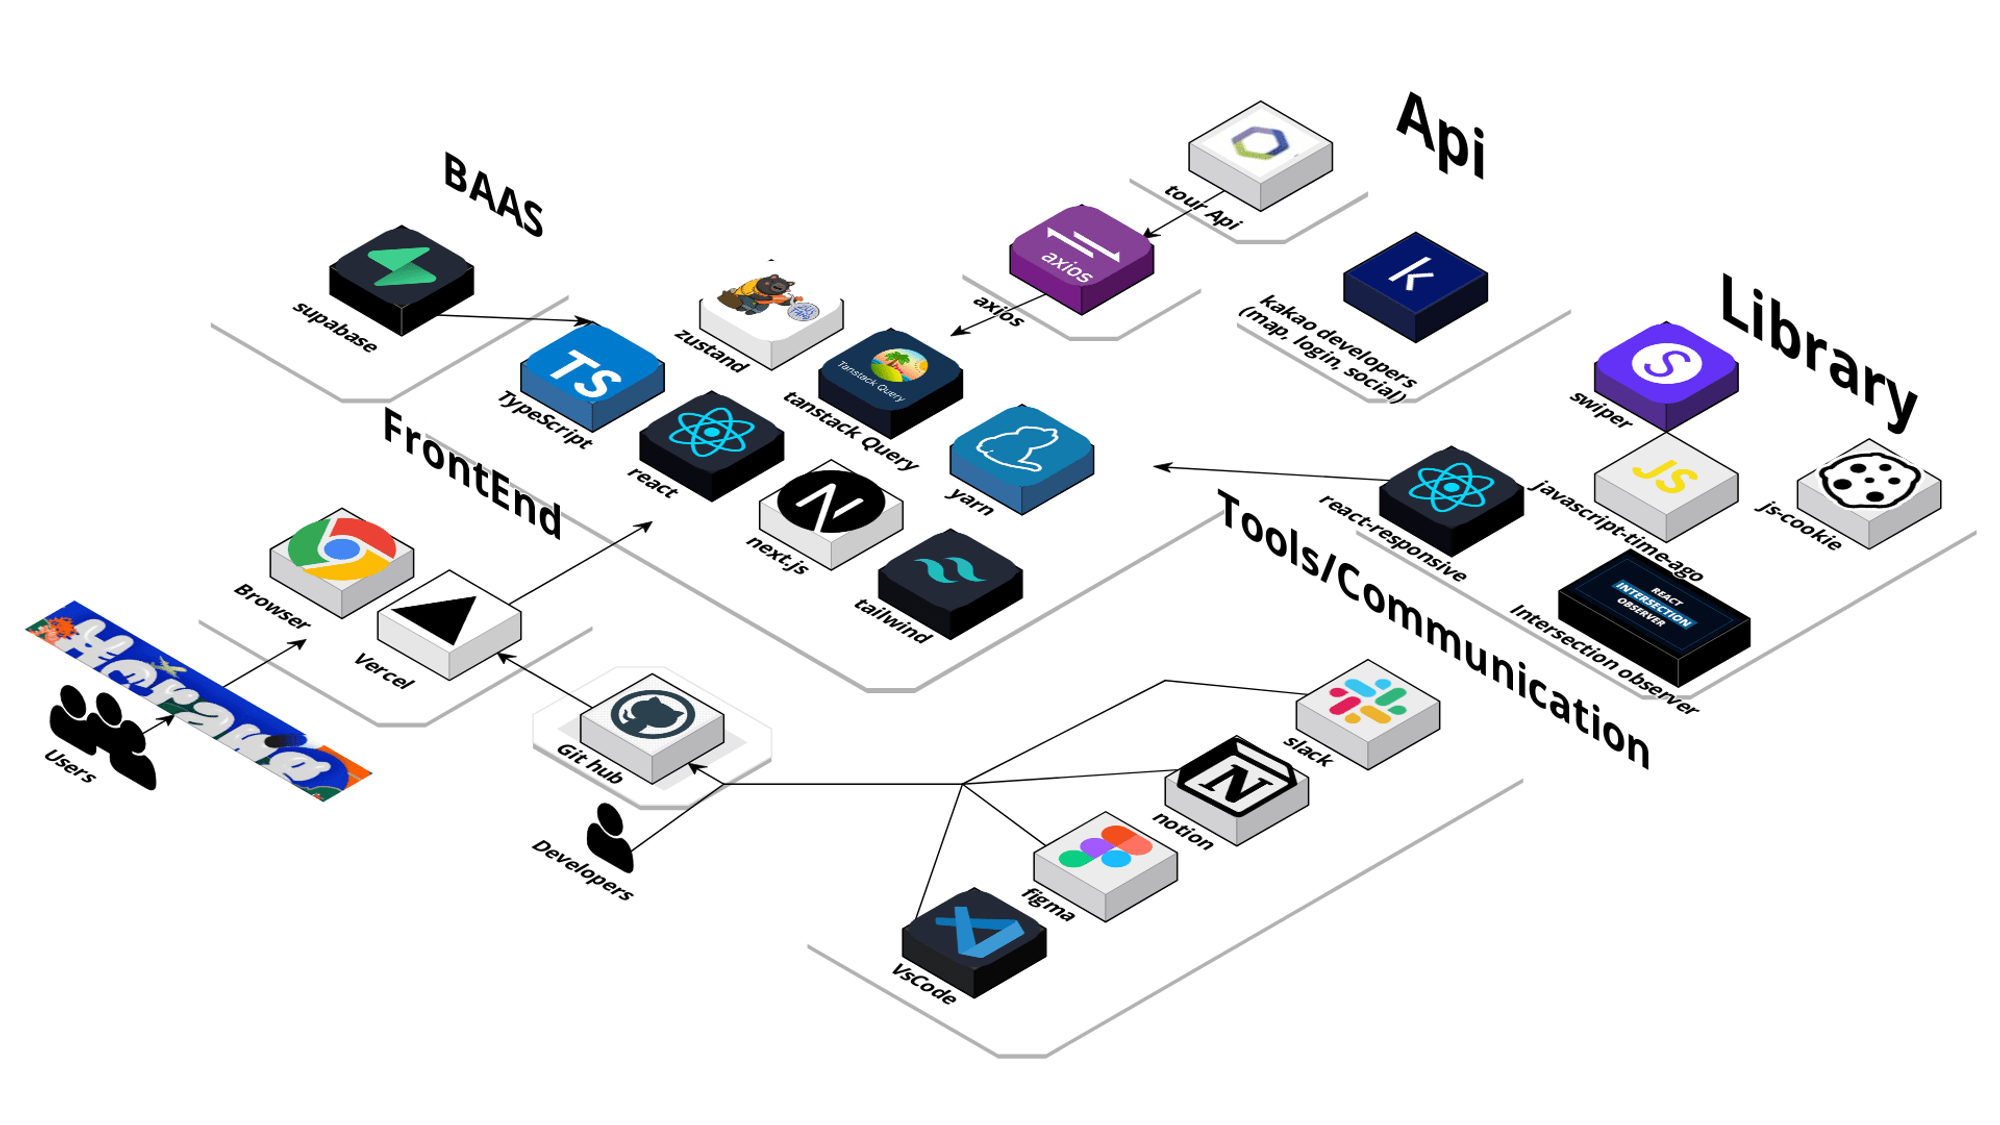 Api
tour Api
BAAS
supabase
axios
axios
kakao developers
(map, login, social)
Library
swiper
zustand
TS
TypeScript
Tanstack Query
tanstack Query
react
yarn
FrontEnd
N
next.js
tailwind
JS
javascript-time-ago
js-cookie
react-responsive
REACT
INTERSECTION
OBSERVER
Intersection observer
Tools/Communication
Browser
Vercel
Users
Git hub
Developers
slack
N
notion
figma
VsCode
k
S